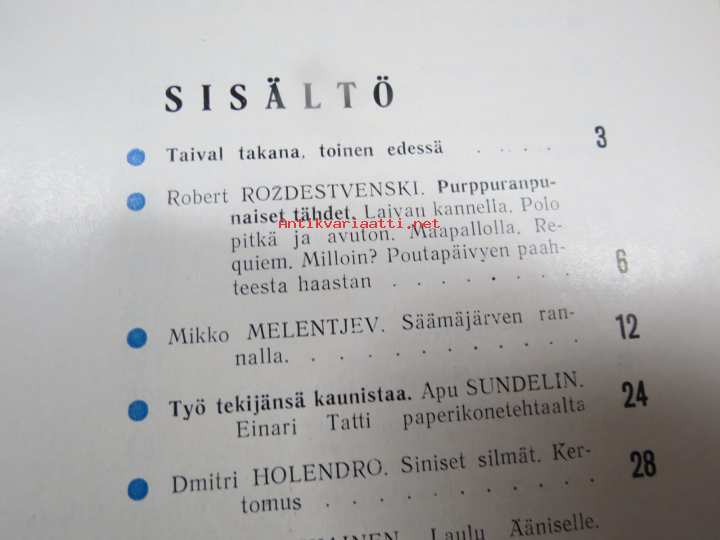 SISÄLTÖ
Taival takana, toinen edessä . . . . 3
Robert ROZDESTVENSKI. Purppuranpu-
naiset tähdet. Laivan kannella. Polo
Antikvariaatti.net
pitkä ja avuton. Maapallolla. Re-
quiem. Milloin? Poutapäivyen paah-
teesta haastan . . . . . . . . 6
Mikko MELENTJEV. Säämäjärven ran-
nalla. . . . . . . . . . . . 12
Työ tekijänsä kaunistaa. Apu SUNDELIN.
Einari Tatti paperikonetehtaalta 24
Dmitri HOLENDRO. Siniset silmät. Ker-
tomus . . . . . . . . . . 28
Laulu Ääniselle.